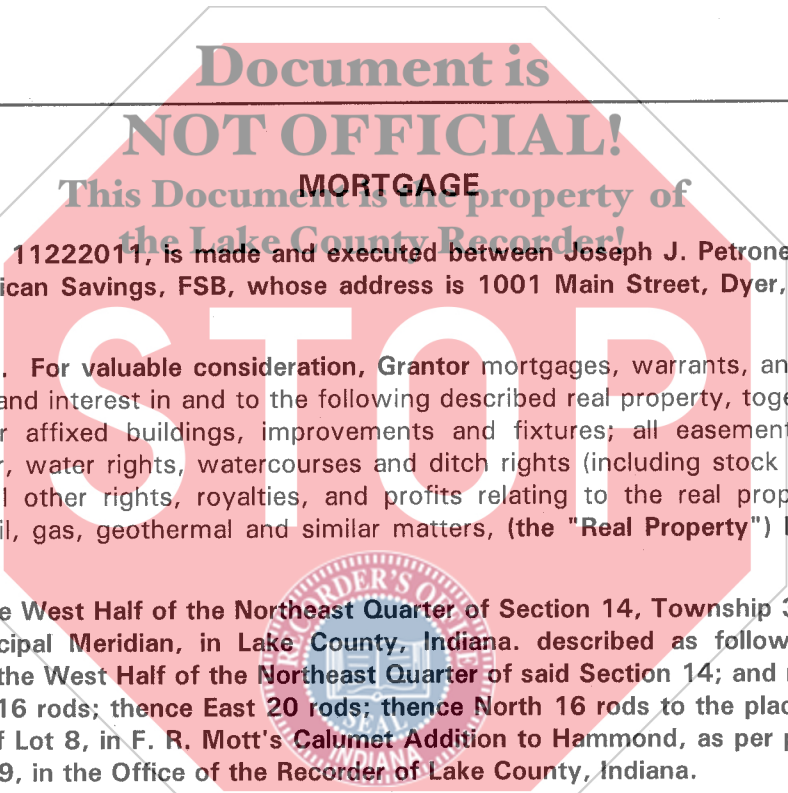 Document is
NOT OFFICIAL!
This Document is the property of
the Lake County Recorder!
STOP
MORTGAGE
11222011, is made and executed between Joseph J. Petrone
ican Savings, FSB, whose address is 1001 Main Street, Dyer,
. For valuable consideration, Grantor mortgages, warrants, an
and interest in and to the following described real property, toge
r affixed buildings, improvements and fixtures; all easement
, water rights, watercourses and ditch rights (including stock
l other rights, royalties, and profits relating to the real prop
il, gas, geothermal and similar matters, (the "Real Property") l
e West Half of the Northeast Quarter of Section 14, Township 3
cipal Meridian, in Lake County, Indiana. described as follow
the West Half of the Northeast Quarter of said Section 14; and
16 rods; thence East 20 rods; thence North 16 rods to the plac
f Lot 8, in F. R. Mott's Calumet Addition to Hammond, as per p
9, in the Office of the Recorder of Lake County, Indiana.
RECORDER'S OFFICE
SEAL
INDIANA